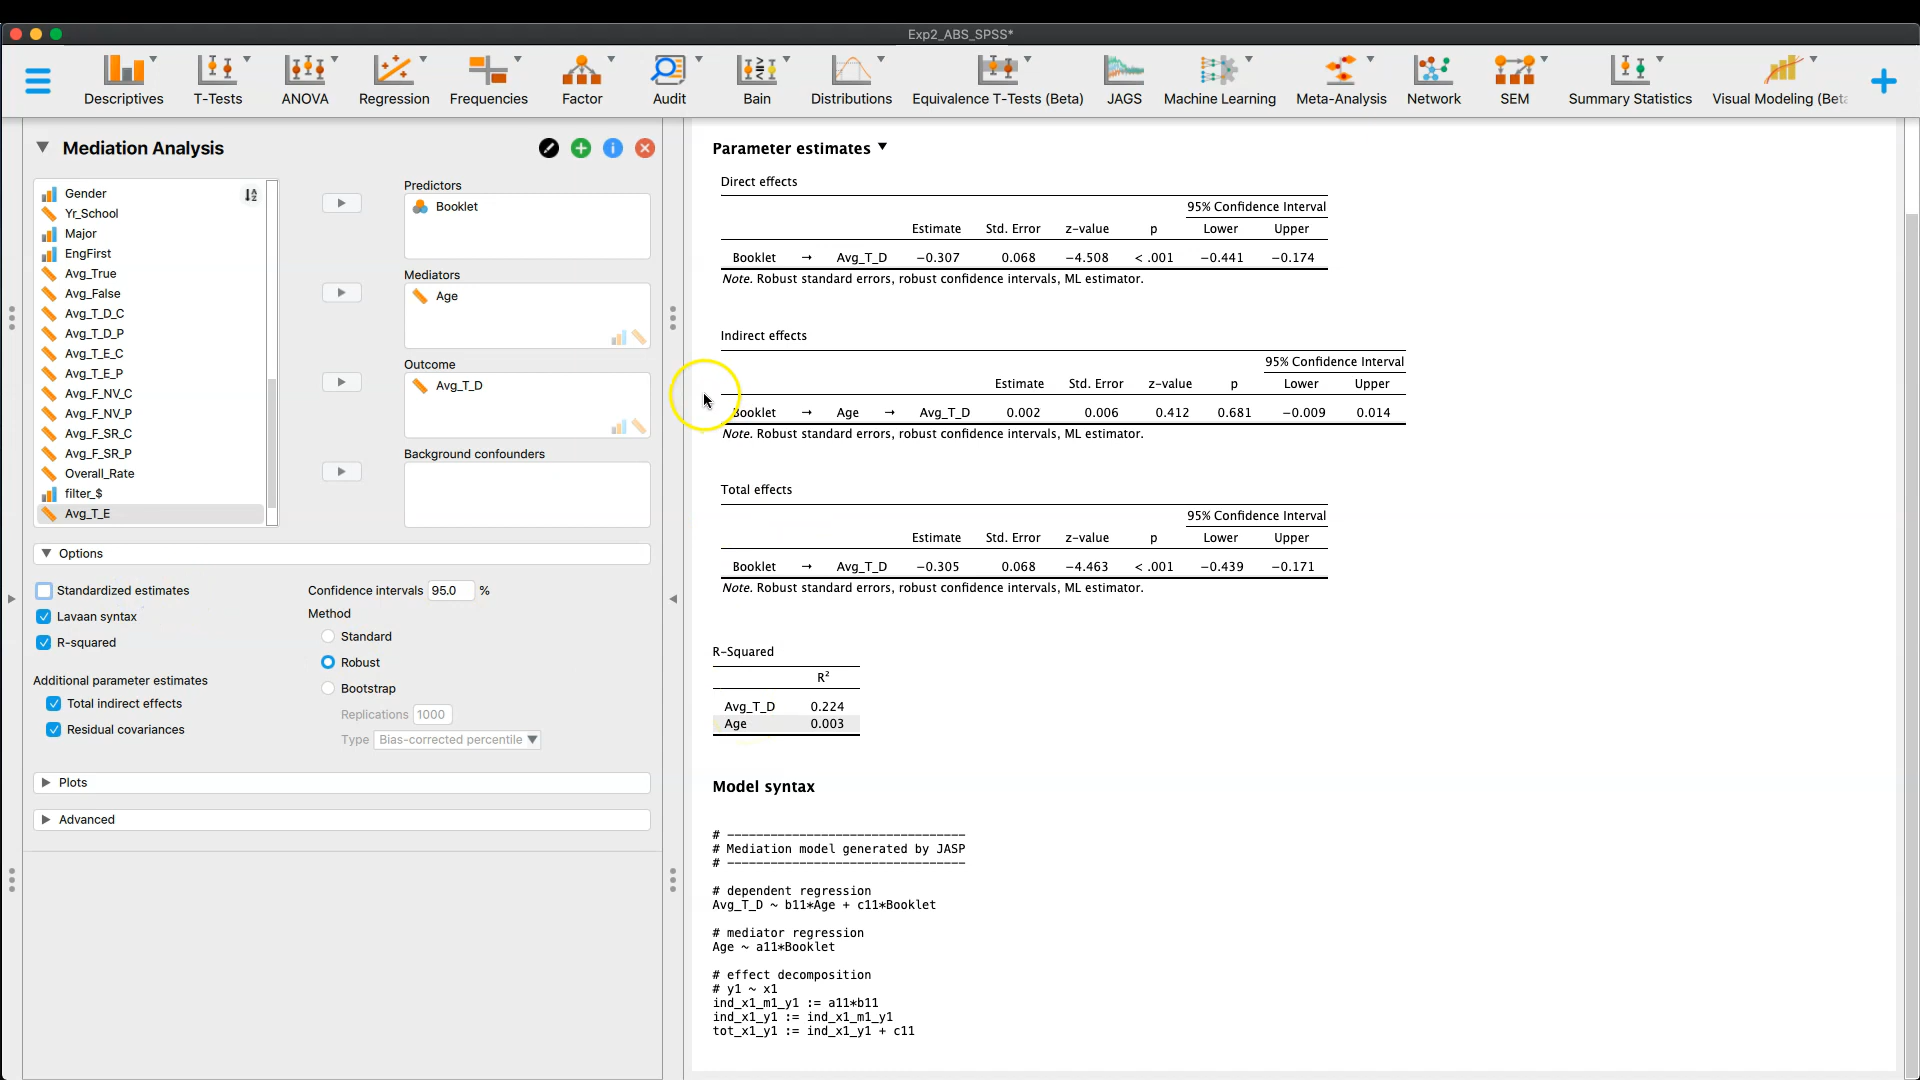 Exp2_ABS_SPSS*
Descriptives T-Tests ANOVA Regression Frequencies Factor Audit Bain Distributions Equivalence T-Tests (Beta) JAGS Machine Learning Meta-Analysis Network SEM Summary Statistics Visual Modeling (Beta
Mediation Analysis
Gender
Yr_School
Major
EngFirst
Avg_True
Avg_False
Avg_T_D_C
Avg_T_D_P
Avg_T_E_C
Avg_T_E_P
Avg_F_NV_C
Avg_F_NV_P
Avg_F_SR_C
Avg_F_SR_P
Overall_Rate
filter_$
Avg_T_E
Predictors
Booklet
Mediators
Age
Outcome
Avg_T_D
Background confounders
Options
Standardized estimates
Lavaan syntax
R-squared
Additional parameter estimates
Total indirect effects
Residual covariances
Confidence intervals 95.0 %
Method
Standard
Robust
Bootstrap
Replications 1000
Type Bias-corrected percentile
Plots
Advanced
Parameter estimates
Direct effects
95% Confidence Interval
Estimate Std. Error z-value p Lower Upper
Booklet → Avg_T_D −0.307 0.068 −4.508 < .001 −0.441 −0.174
Note. Robust standard errors, robust confidence intervals, ML estimator.
Indirect effects
95% Confidence Interval
Estimate Std. Error z-value p Lower Upper
Booklet → Age → Avg_T_D 0.002 0.006 0.412 0.681 −0.009 0.014
Note. Robust standard errors, robust confidence intervals, ML estimator.
Total effects
95% Confidence Interval
Estimate Std. Error z-value p Lower Upper
Booklet → Avg_T_D −0.305 0.068 −4.463 < .001 −0.439 −0.171
Note. Robust standard errors, robust confidence intervals, ML estimator.
R-Squared
R²
Avg_T_D 0.224
Age 0.003
Model syntax
# ----------------------------------
# Mediation model generated by JASP
# ----------------------------------
# dependent regression
Avg_T_D ~ b11*Age + c11*Booklet
# mediator regression
Age ~ a11*Booklet
# effect decomposition
# y1 ~ x1
ind_x1_m1_y1 := a11*b11
ind_x1_y1 := ind_x1_m1_y1
tot_x1_y1 := ind_x1_y1 + c11